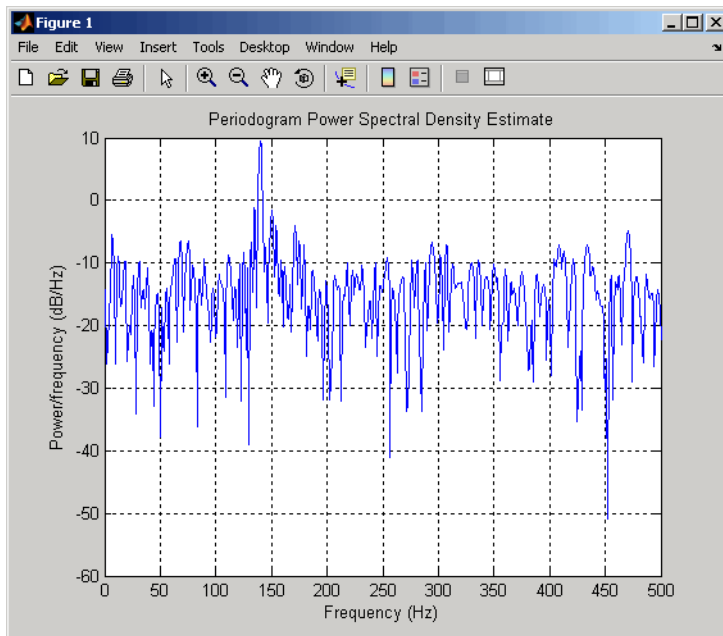 Figure 1
File Edit View Insert Tools Desktop Window Help
Periodogram Power Spectral Density Estimate
Power/frequency (dB/Hz)
10
0
-10
-20
-30
-40
-50
-60
0 50 100 150 200 250 300 350 400 450 500
Frequency (Hz)